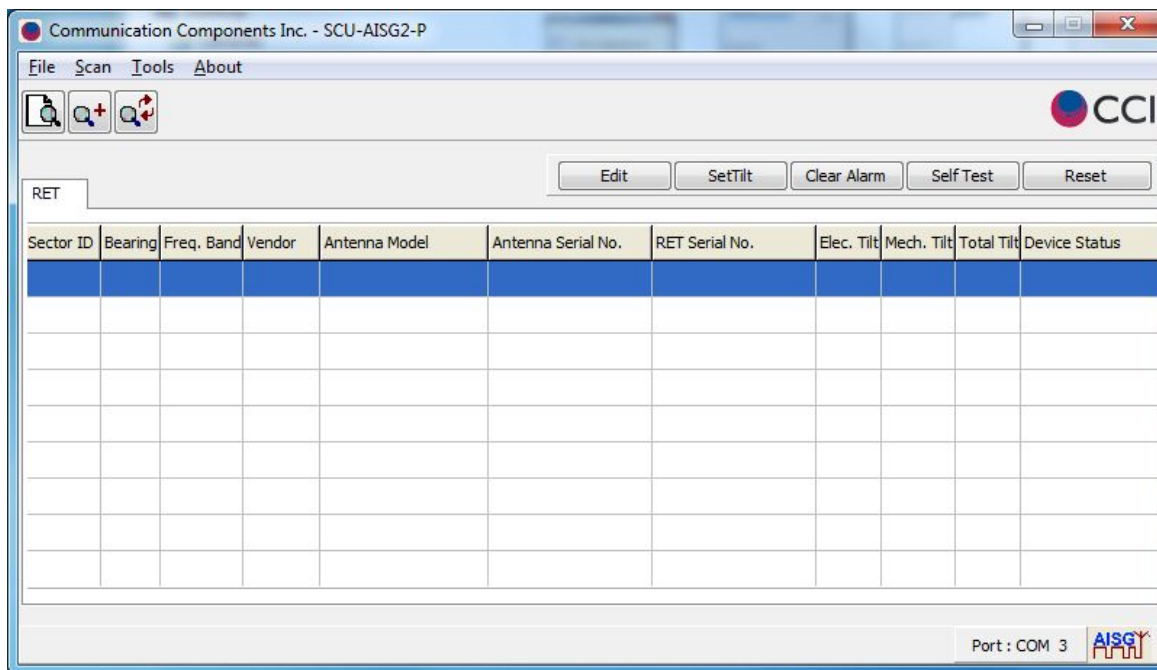 Communication Components Inc. - SCU-AISG2-P
File Scan Tools About
CCI
Edit SetTilt Clear Alarm Self Test Reset
RET
Sector ID Bearing Freq. Band Vendor Antenna Model Antenna Serial No. RET Serial No. Elec. Tilt Mech. Tilt Total Tilt Device Status
Port : COM 3 AISG